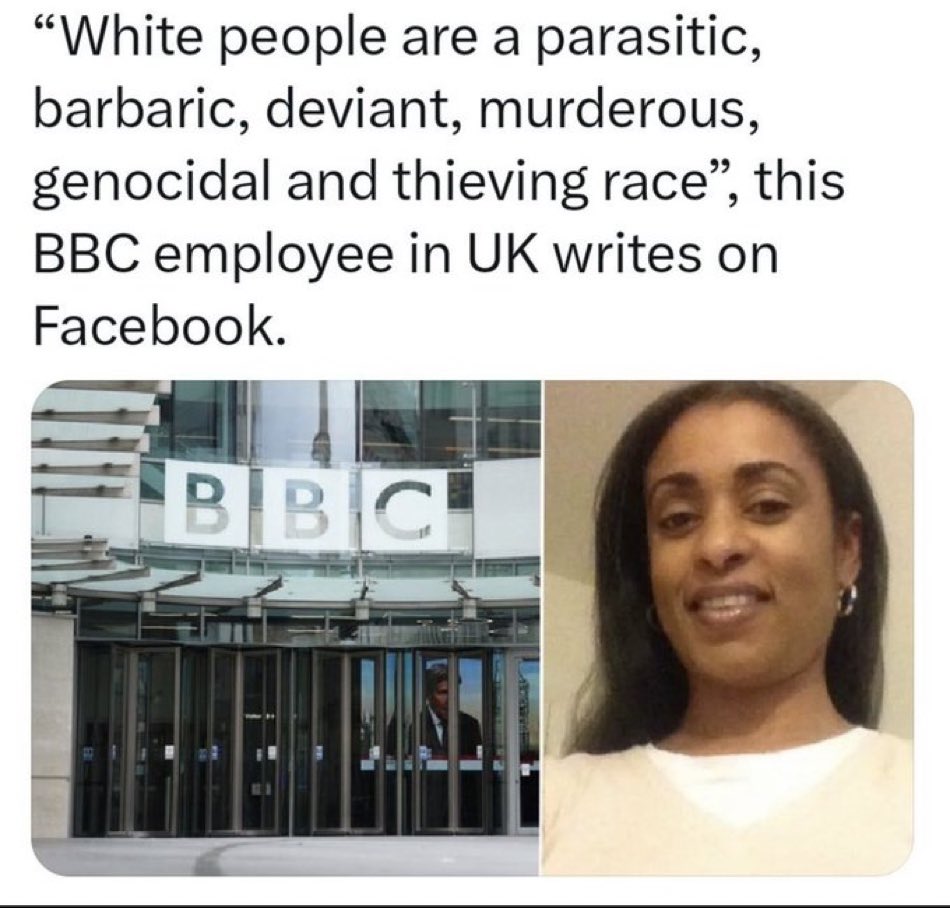 “White people are a parasitic,
barbaric, deviant, murderous,
genocidal and thieving race”, this
BBC employee in UK writes on
Facebook.
BBC